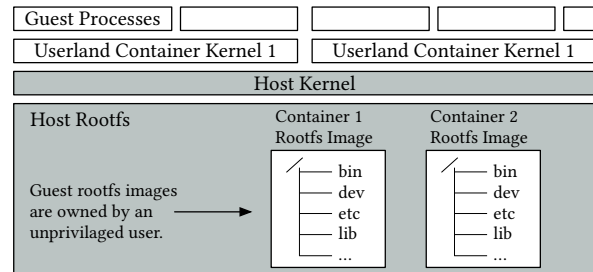 Guest Processes
Userland Container Kernel 1
Userland Container Kernel 1
Host Kernel
Host Rootfs
Container 1
Rootfs Image
Container 2
Rootfs Image
/
bin
dev
etc
lib
...
/
bin
dev
etc
lib
...
Guest rootfs images
are owned by an
unprivilaged user.